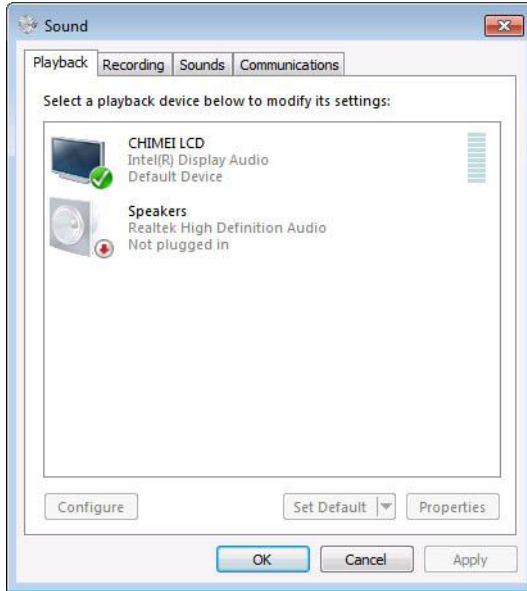 Sound
Playback Recording Sounds Communications
Select a playback device below to modify its settings:
CHIMEI LCD
Intel(R) Display Audio
Default Device
Speakers
Realtek High Definition Audio
Not plugged in
Configure Set Default Properties
OK Cancel Apply